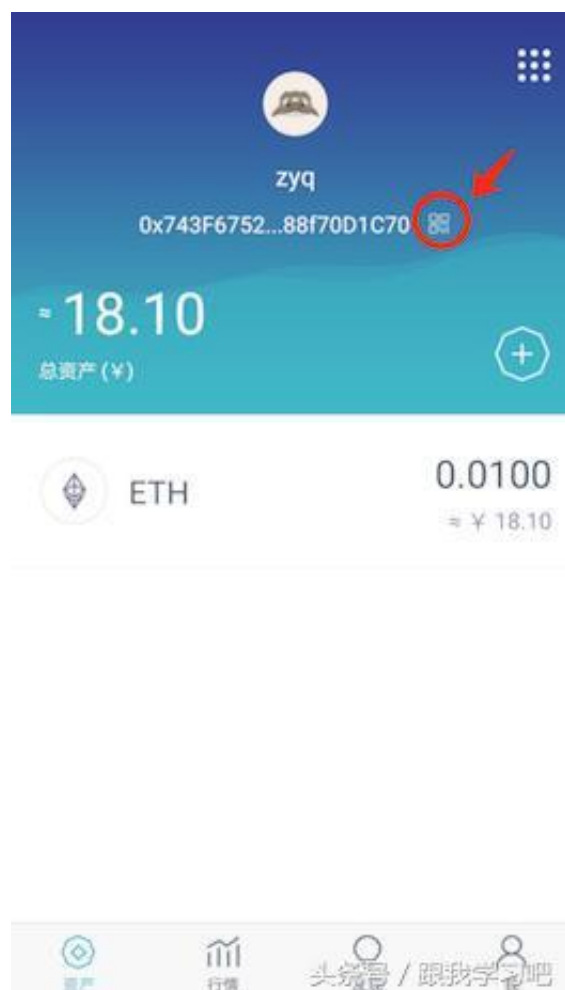 zyq
0x743F6752...88f70D1C70
≈ 18.10
总资产 (¥)
ETH
0.0100
≈ ¥ 18.10
资产
行情
头条号 / 跟我学习吧